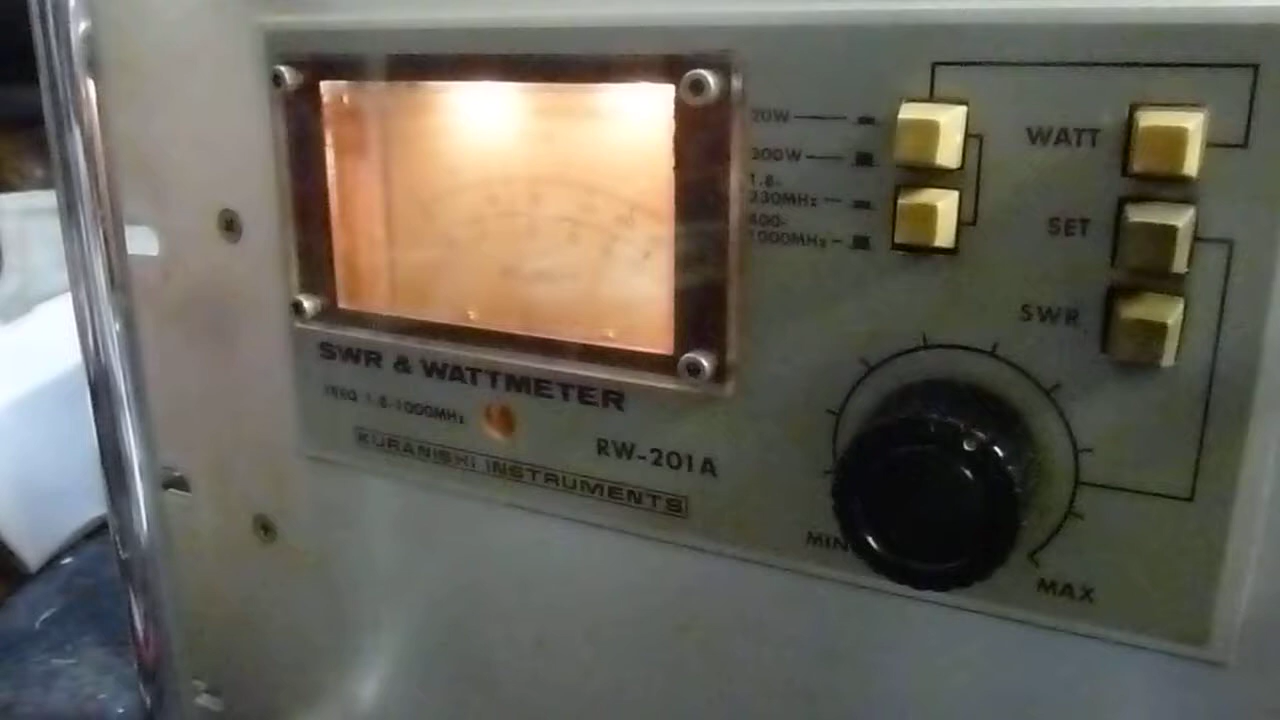 20W
200W
1.8-
230MHz
400-
1000MHz
WATT
SET
SWR
SWR & WATTMETER
FREQ 1.8-1000MHz
RW-201A
KURANISHI INSTRUMENTS
MIN
MAX